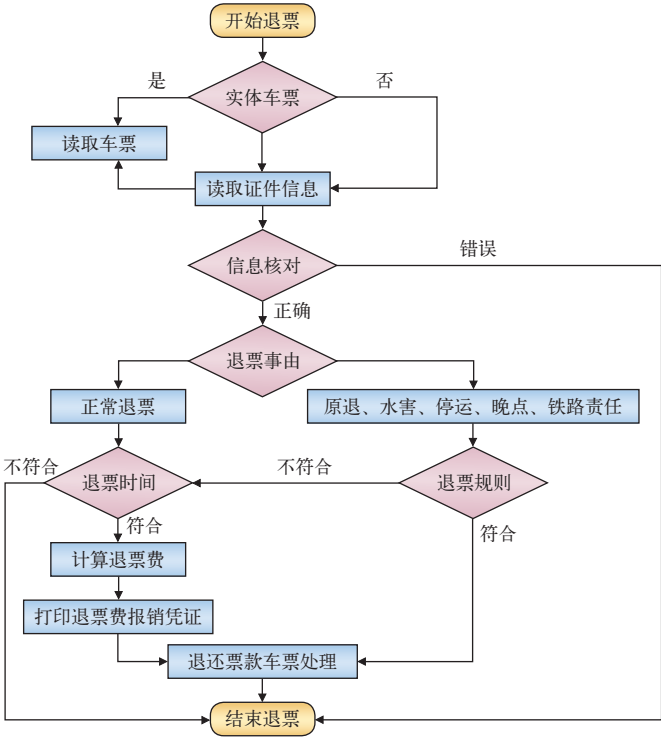 开始退票
是
否
实体车票
读取车票
读取证件信息
错误
信息核对
正确
退票事由
正常退票
原退、水害、停运、晚点、铁路责任
不符合
不符合
退票时间
退票规则
符合
符合
计算退票费
打印退票费报销凭证
退还票款车票处理
结束退票